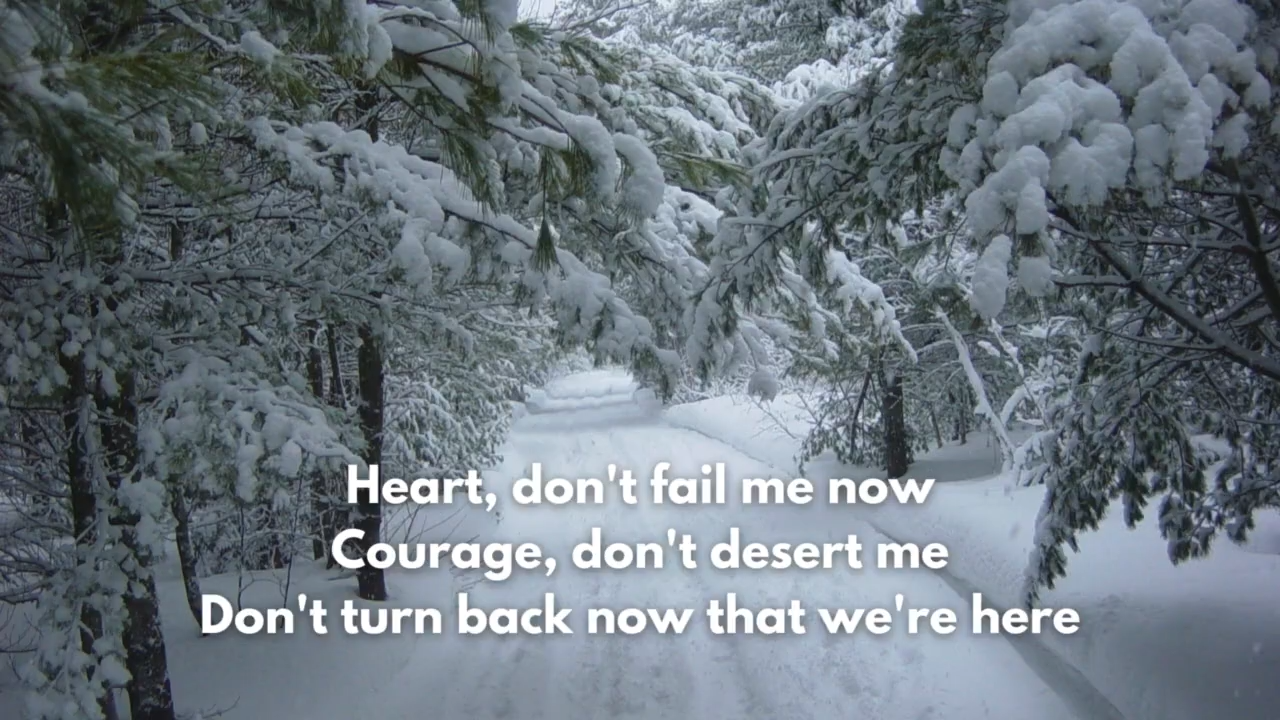 Heart, don't fail me now
Courage, don't desert me
Don't turn back now that we're here